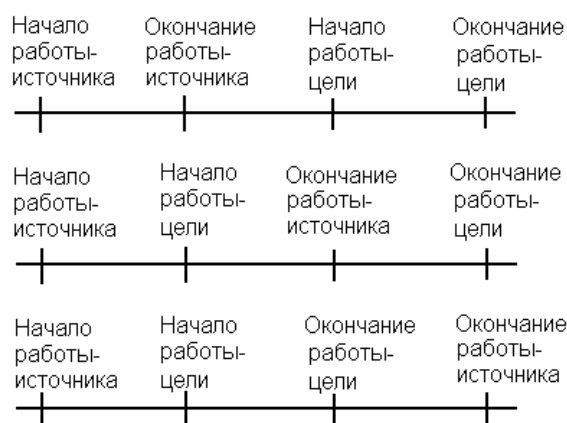 Начало Окончание Начало Окончание
работы- работы- работы- работы-
источника источника цели цели
Начало Начало Окончание Окончание
работы- работы- работы- работы-
источника цели источника цели
Начало Начало Окончание Окончание
работы- работы- работы- работы-
источника цели цели источника